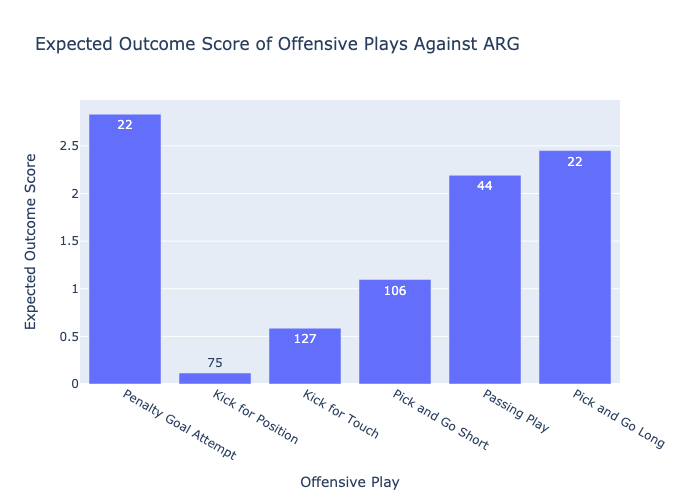 Expected Outcome Score of Offensive Plays Against ARG
Expected Outcome Score
2.5
2
1.5
1
0.5
0
22
75
127
106
44
22
Penalty Goal Attempt
Kick for Position
Kick for Touch
Pick and Go Short
Passing Play
Pick and Go Long
Offensive Play